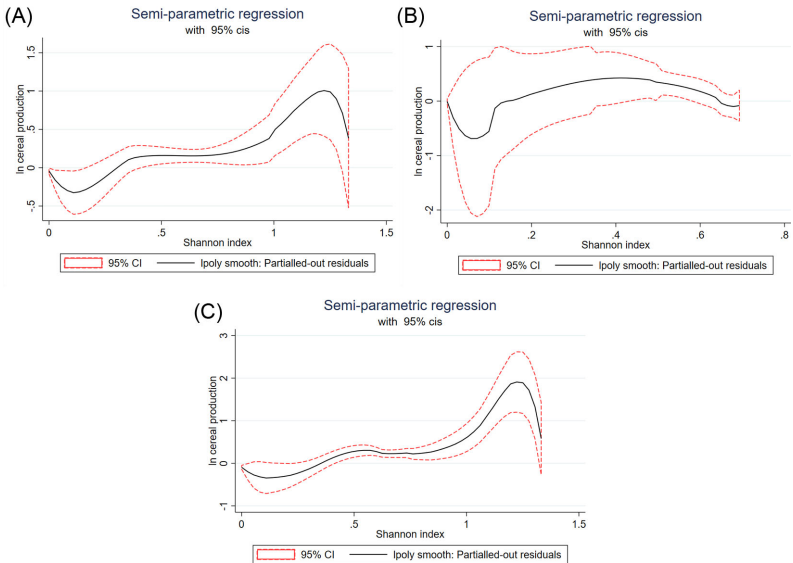 (A)
Semi-parametric regression
with 95% cis
ln cereal production
1.5
1
.5
0
-.5
0
.5
1
1.5
Shannon index
95% CI
lpoly smooth: Partialled-out residuals
(B)
Semi-parametric regression
with 95% cis
ln cereal production
1
0
-1
-2
0
.2
.4
.6
.8
Shannon index
95% CI
lpoly smooth: Partialled-out residuals
(C)
Semi-parametric regression
with 95% cis
ln cereal production
3
2
1
0
-1
0
.5
1
1.5
Shannon index
95% CI
lpoly smooth: Partialled-out residuals